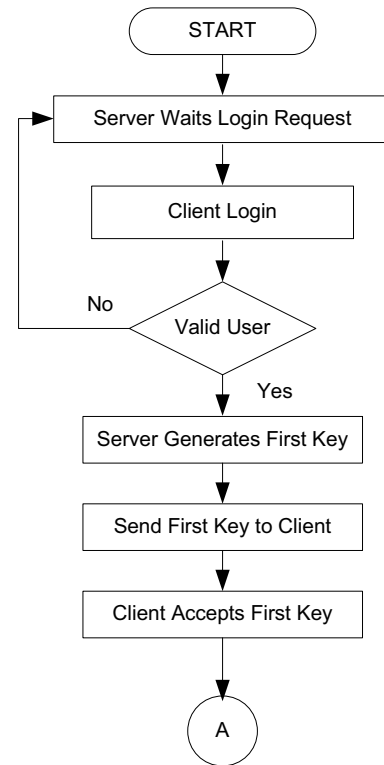 START
Server Waits Login Request
Client Login
Valid User
No
Yes
Server Generates First Key
Send First Key to Client
Client Accepts First Key
A